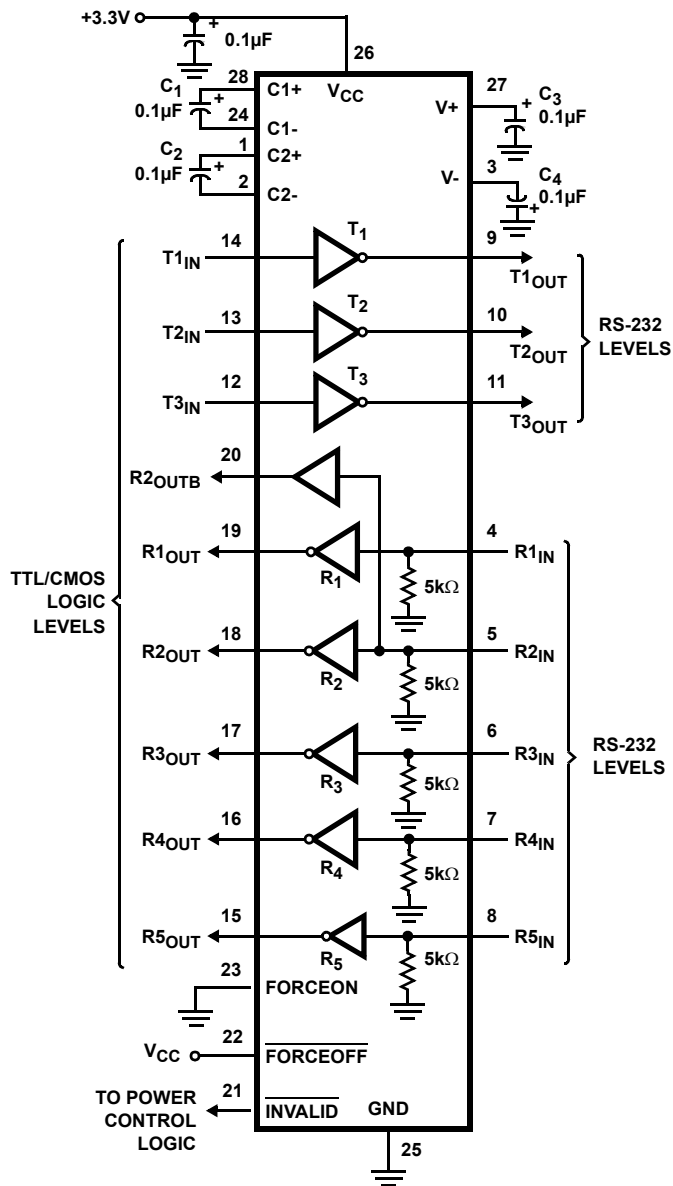 +3.3V
0.1µF
26
VCC
28
C1
0.1µF
C1+
24
C1-
1
C2
0.1µF
C2+
2
C2-
27
V+
C3
0.1µF
3
V-
C4
0.1µF
T1IN
14
T1
9
T1OUT
T2IN
13
T2
10
T2OUT
T3IN
12
T3
11
T3OUT
RS-232
LEVELS
R2OUTB
20
R1OUT
19
R1
5kΩ
4
R1IN
TTL/CMOS
LOGIC
LEVELS
R2OUT
18
R2
5kΩ
5
R2IN
R3OUT
17
R3
5kΩ
6
R3IN
RS-232
LEVELS
R4OUT
16
R4
5kΩ
7
R4IN
R5OUT
15
R5
5kΩ
8
R5IN
23
FORCEON
VCC
22
FORCEOFF
TO POWER
CONTROL
LOGIC
21
INVALID
GND
25